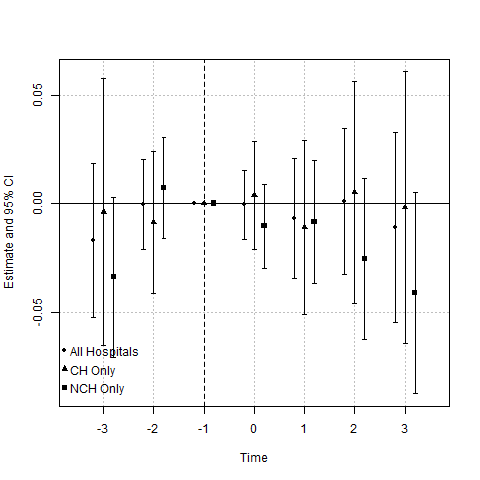 Estimate and 95% CI
0.05
0.00
-0.05
All Hospitals
CH Only
NCH Only
-3 -2 -1 0 1 2 3
Time